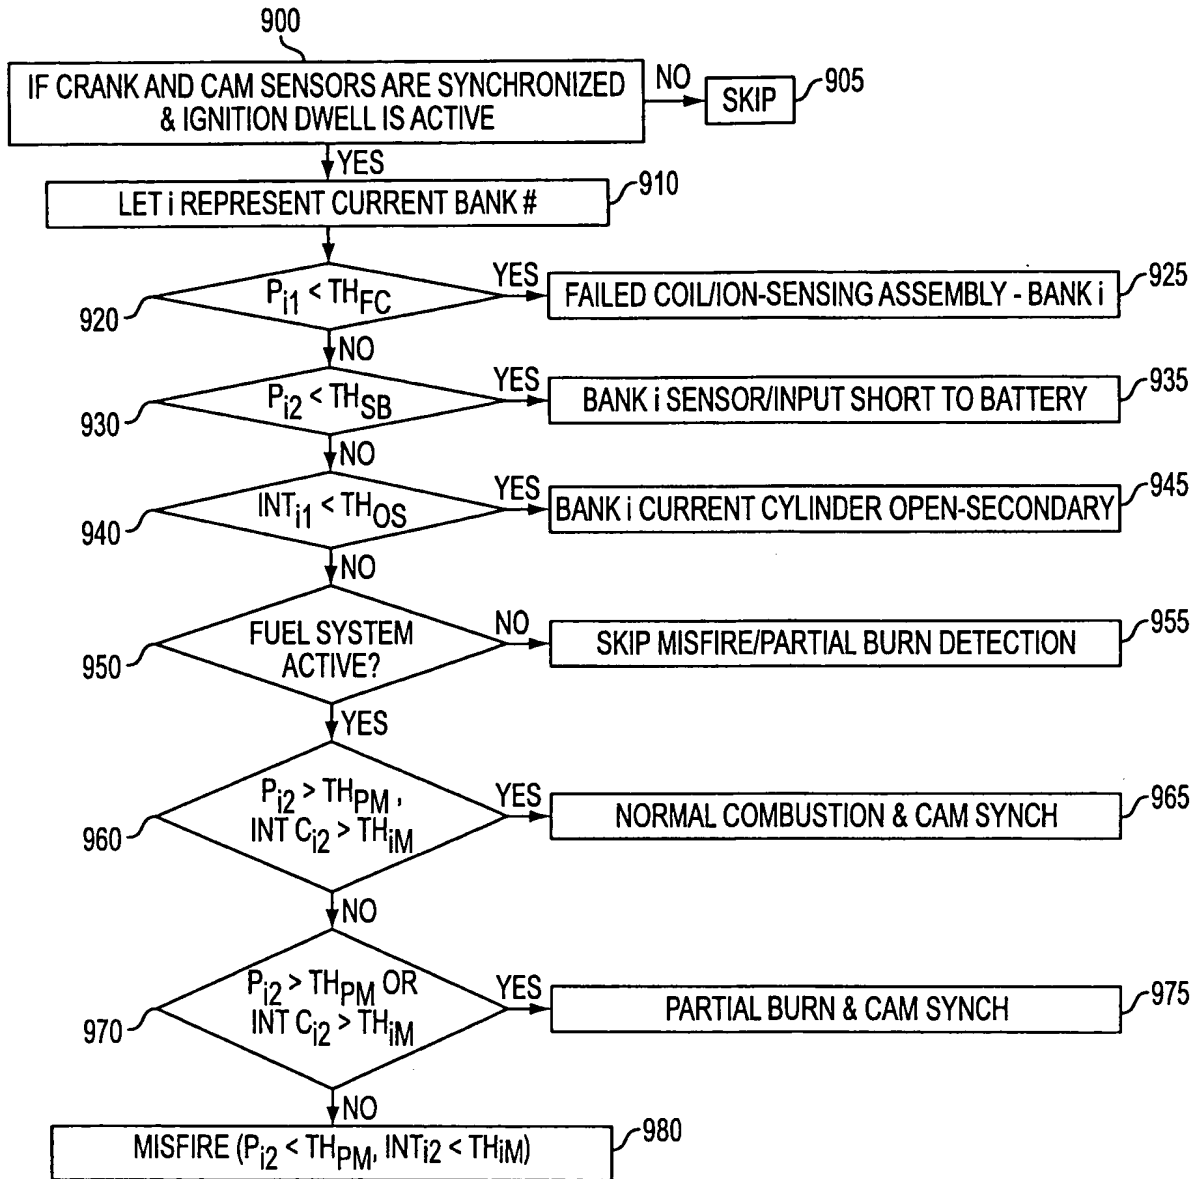 900
IF CRANK AND CAM SENSORS ARE SYNCHRONIZED
& IGNITION DWELL IS ACTIVE
NO
SKIP
905
YES
LET i REPRESENT CURRENT BANK #
910
Pi1 < THFC
920
YES
FAILED COIL/ION-SENSING ASSEMBLY - BANK i
925
NO
Pi2 < THSB
930
YES
BANK i SENSOR/INPUT SHORT TO BATTERY
935
NO
INTi1 < THOS
940
YES
BANK i CURRENT CYLINDER OPEN-SECONDARY
945
NO
FUEL SYSTEM
ACTIVE?
950
NO
SKIP MISFIRE/PARTIAL BURN DETECTION
955
YES
Pi2 > THPM ,
INT Ci2 > THiM
960
YES
NORMAL COMBUSTION & CAM SYNCH
965
NO
Pi2 > THPM OR
INT Ci2 > THiM
970
YES
PARTIAL BURN & CAM SYNCH
975
NO
MISFIRE (Pi2 < THPM, INTi2 < THiM)
980